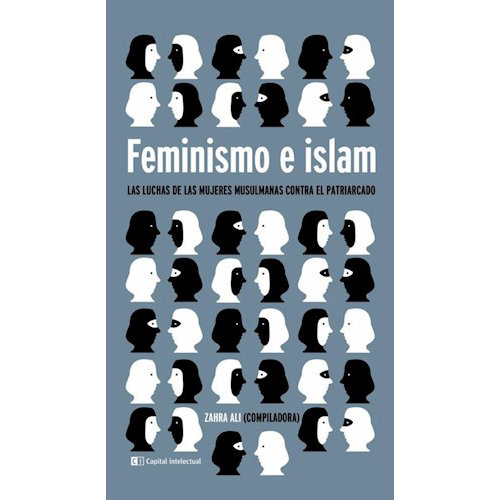 Feminismo e islam
LAS LUCHAS DE LAS MUJERES MUSULMANAS CONTRA EL PATRIARCADO
ZAHRA ALI (COMPILADORA)
CI Capital intelectual